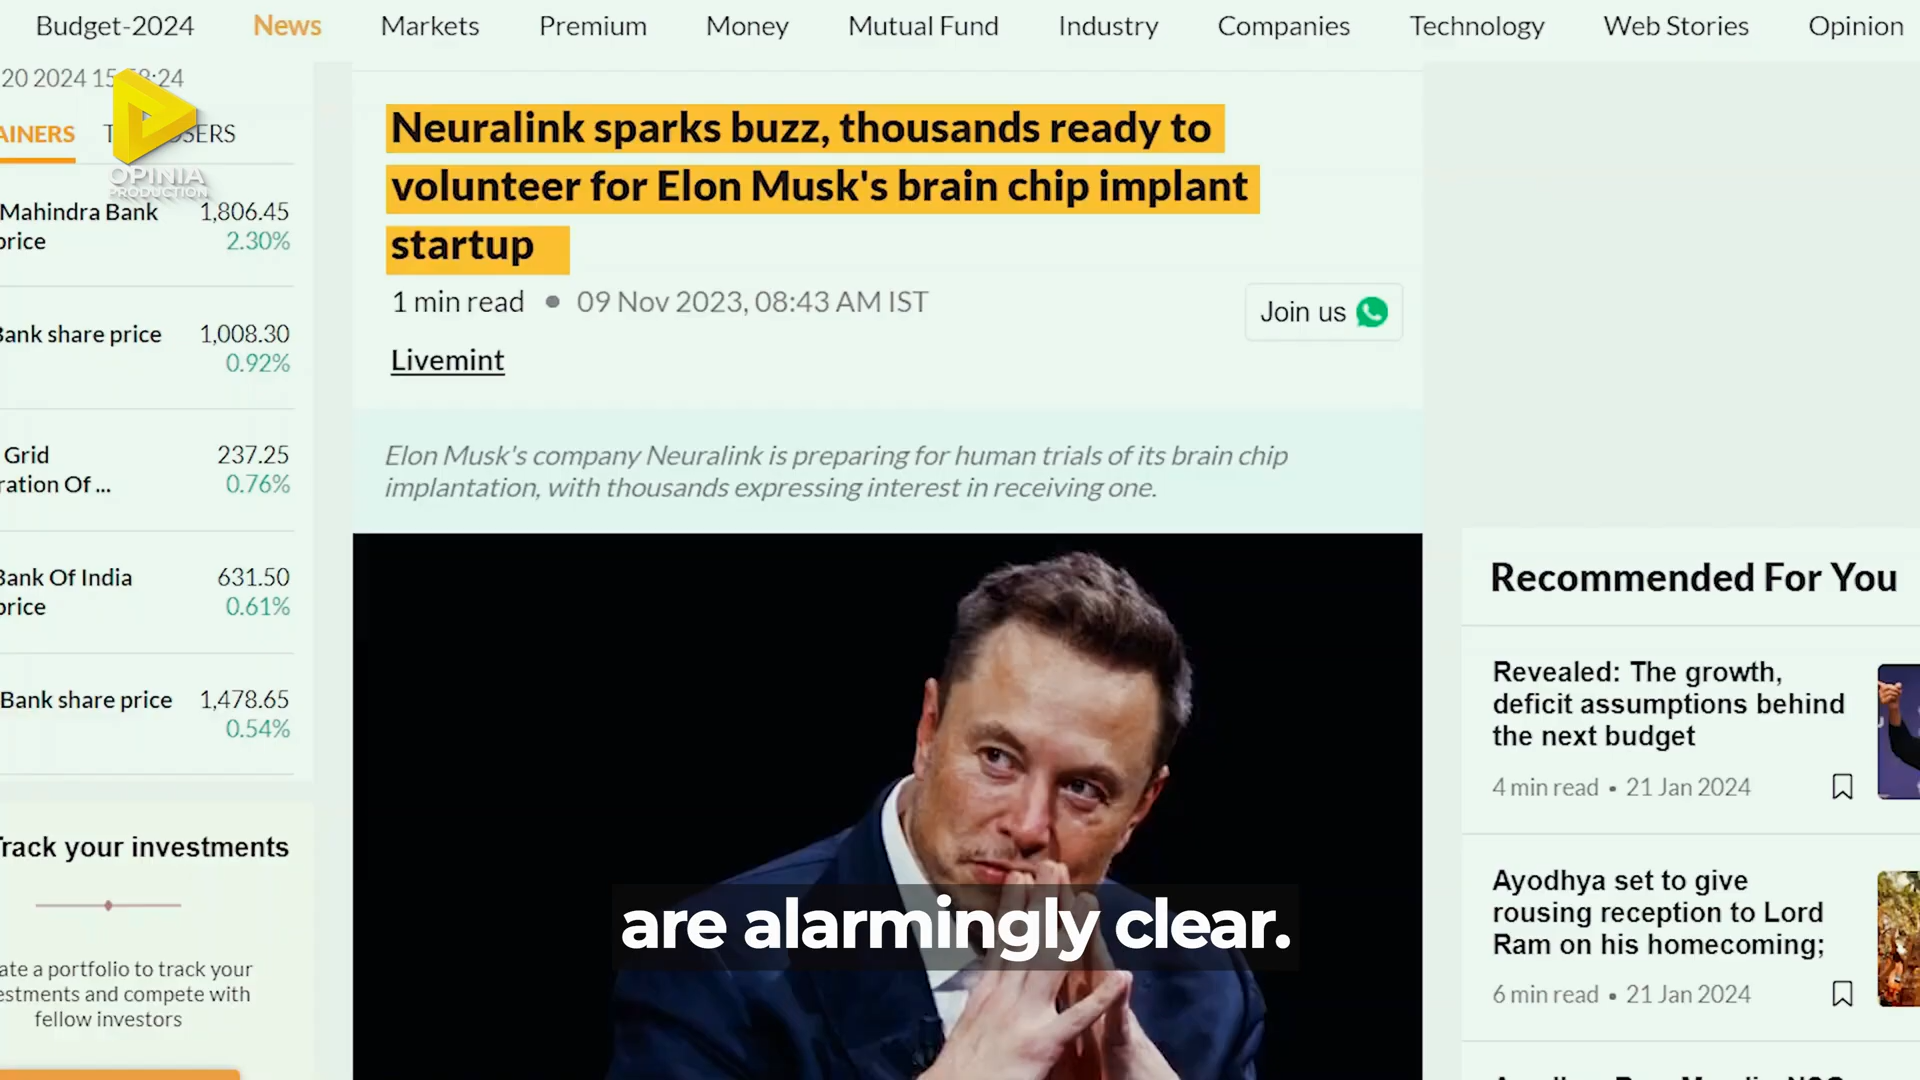 Budget-2024 News Markets Premium Money Mutual Fund Industry Companies Technology Web Stories Opinion
20 2024
OPINIA
PRODUCTION
Mahindra Bank 1,806.45
price 2.30%
Bank share price 1,008.30
0.92%
Grid 237.25
ration Of ... 0.76%
Bank Of India 631.50
price 0.61%
Bank share price 1,478.65
0.54%
Track your investments
ate a portfolio to track your
estments and compete with
fellow investors
Neuralink sparks buzz, thousands ready to
volunteer for Elon Musk's brain chip implant
startup
1 min read • 09 Nov 2023, 08:43 AM IST
Join us
Livemint
Elon Musk's company Neuralink is preparing for human trials of its brain chip
implantation, with thousands expressing interest in receiving one.
are alarmingly clear.
Recommended For You
Revealed: The growth,
deficit assumptions behind
the next budget
4 min read • 21 Jan 2024
Ayodhya set to give
rousing reception to Lord
Ram on his homecoming;
6 min read • 21 Jan 2024